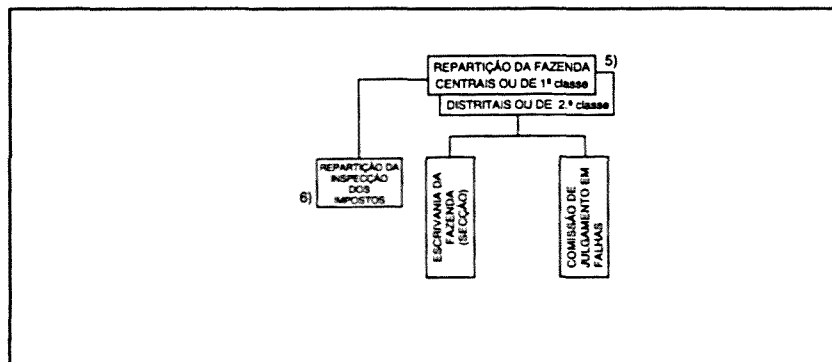 REPARTIÇÃO DA FAZENDA 5)
CENTRAIS OU DE 1ª classe
DISTRITAIS OU DE 2.ª classe
6) REPARTIÇÃO DA
INSPECÇÃO
DOS
IMPOSTOS
ESCRIVANIA DA
FAZENDA
(SECÇÃO)
COMISSÃO DE
JULGAMENTO EM
FALHAS